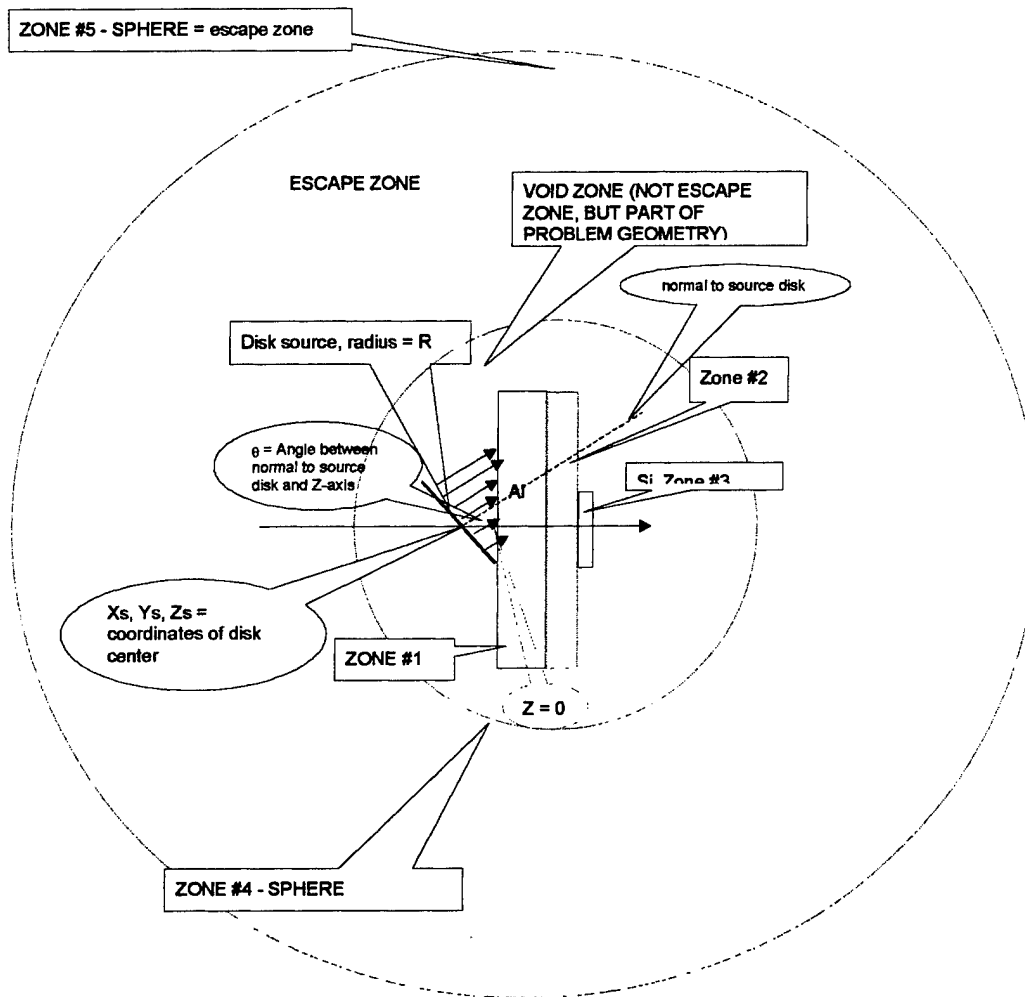 ZONE #5 - SPHERE = escape zone
ESCAPE ZONE
VOID ZONE (NOT ESCAPE
ZONE, BUT PART OF
PROBLEM GEOMETRY)
normal to source disk
Disk source, radius = R
Zone #2
θ = Angle between
normal to source
disk and Z-axis
Al
Si Zone #3
Xs, Ys, Zs =
coordinates of disk
center
ZONE #1
Z = 0
ZONE #4 - SPHERE